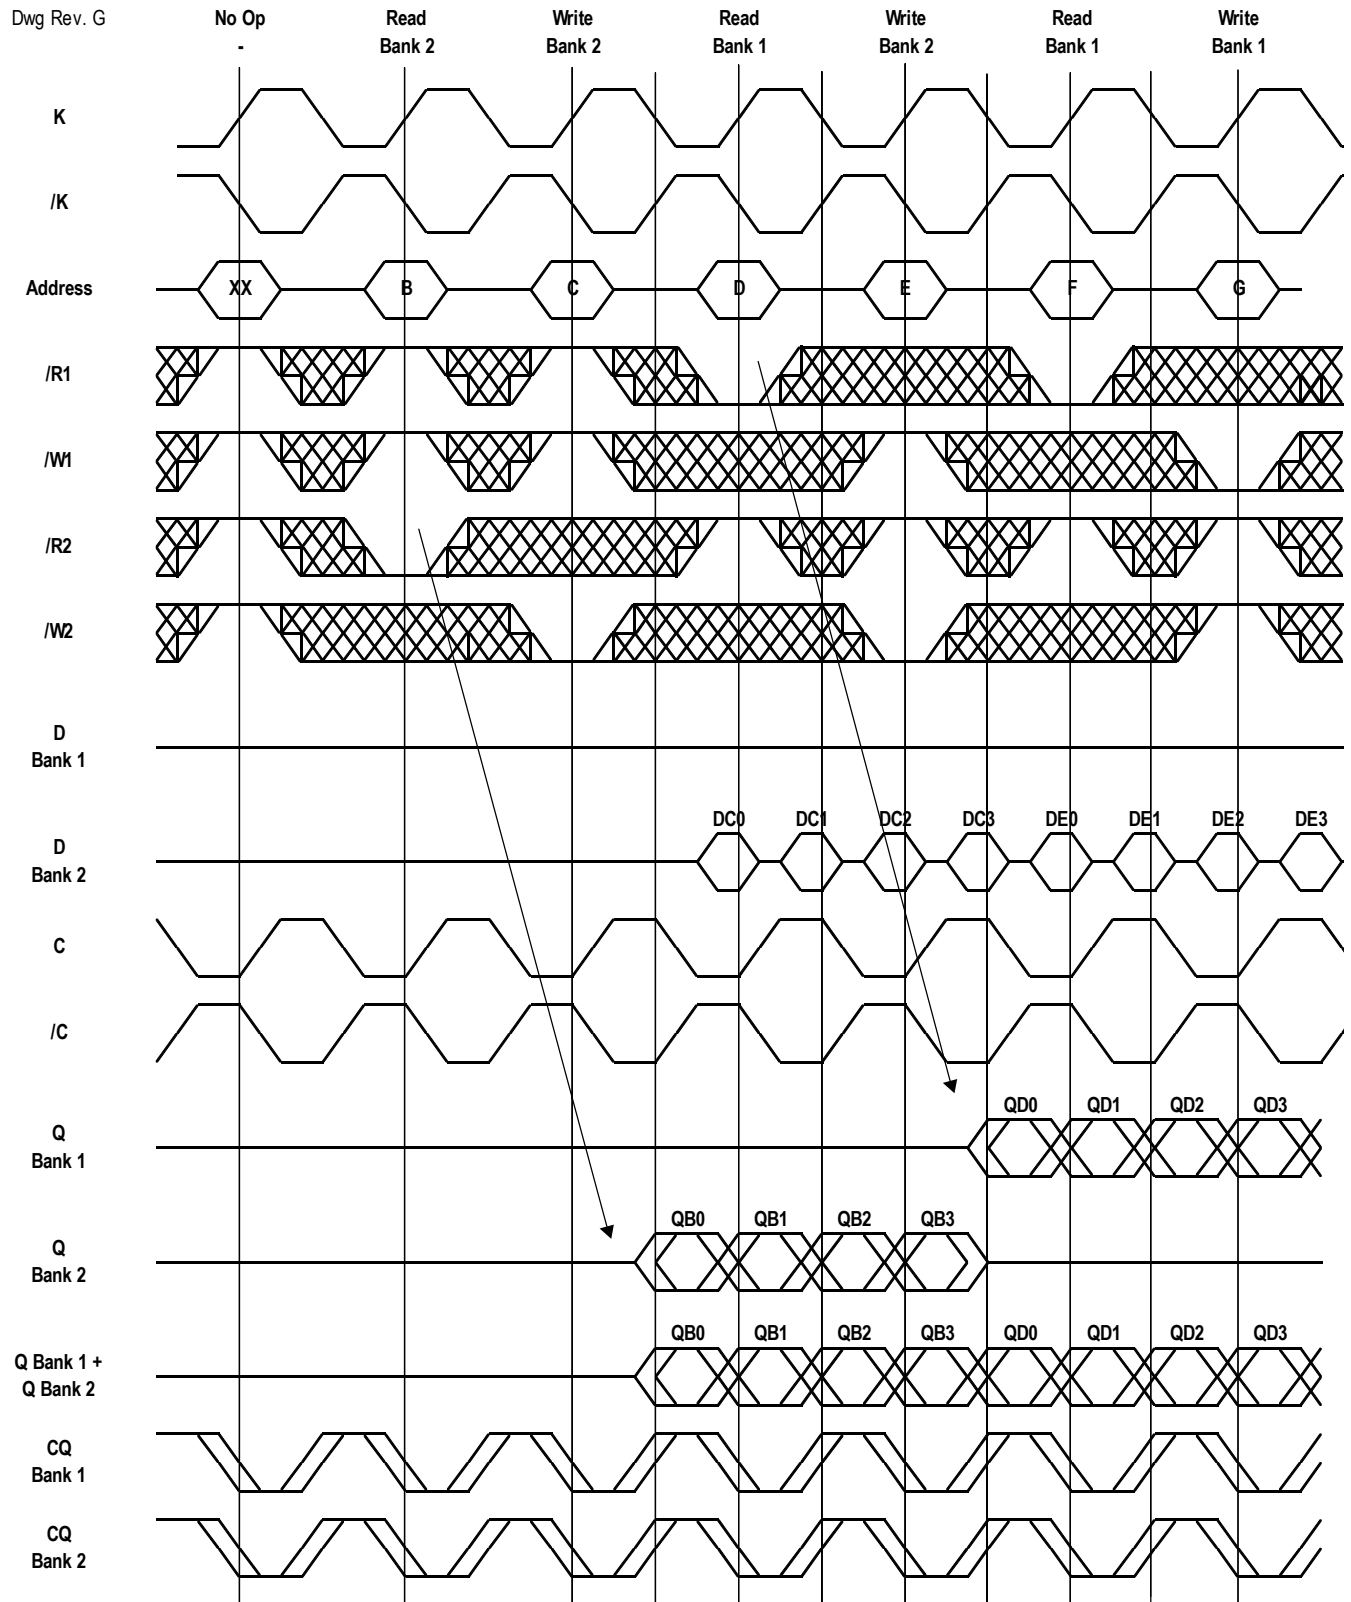 Dwg Rev. G
No Op
-
Read
Bank 2
Write
Bank 2
Read
Bank 1
Write
Bank 2
Read
Bank 1
Write
Bank 1
K
/K
Address
XX
B
C
D
E
F
G
/R1
/W1
/R2
/W2
D
Bank 1
D
Bank 2
DC0
DC1
DC2
DC3
DE0
DE1
DE2
DE3
C
/C
Q
Bank 1
QD0
QD1
QD2
QD3
Q
Bank 2
QB0
QB1
QB2
QB3
Q Bank 1 +
Q Bank 2
QB0
QB1
QB2
QB3
QD0
QD1
QD2
QD3
CQ
Bank 1
CQ
Bank 2